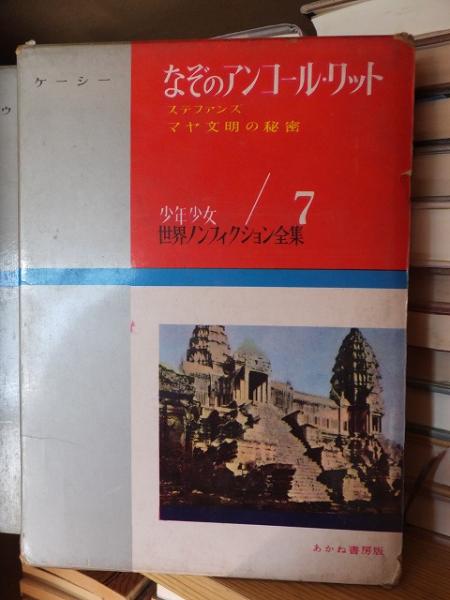 ケーシー
なぞのアンコール・ワット
ステファンズ
マヤ文明の秘密
少年少女
世界ノンフィクション全集
7
あかね書房版
ゥ